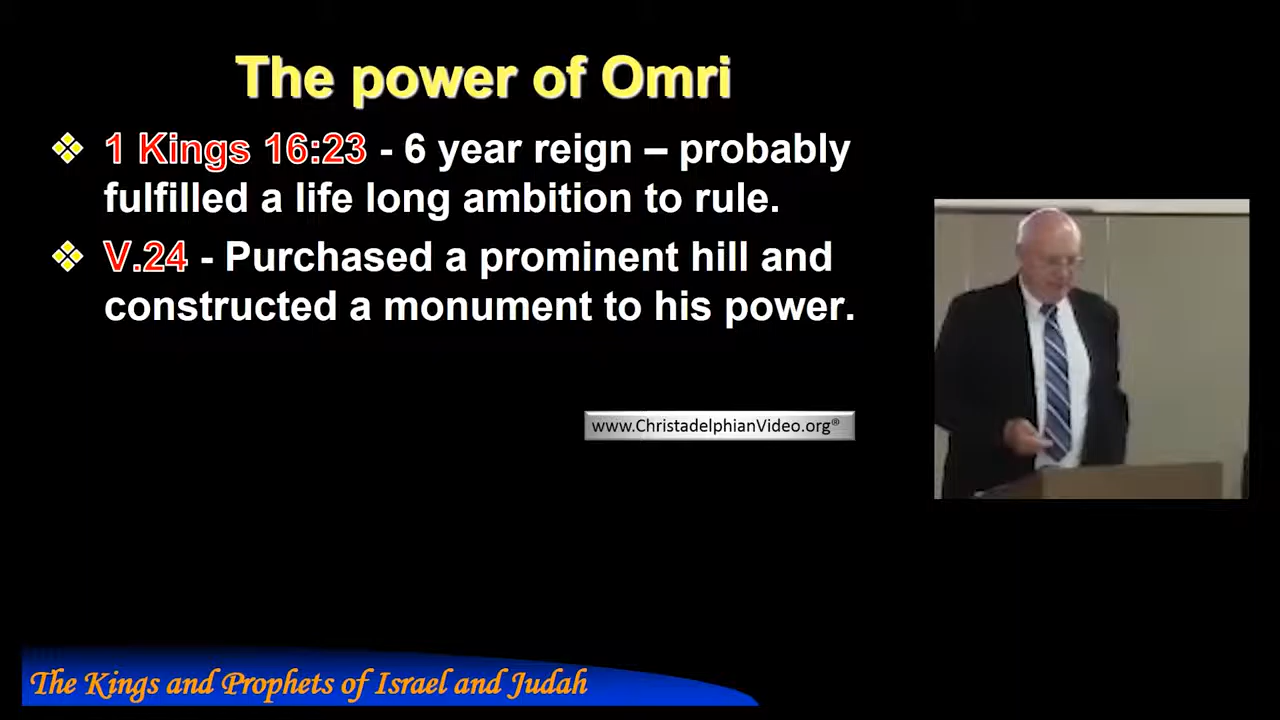 The power of Omri
1 Kings 16:23 - 6 year reign – probably
fulfilled a life long ambition to rule.
V.24 - Purchased a prominent hill and
constructed a monument to his power.
www.ChristadelphianVideo.org®
The Kings and Prophets of Israel and Judah